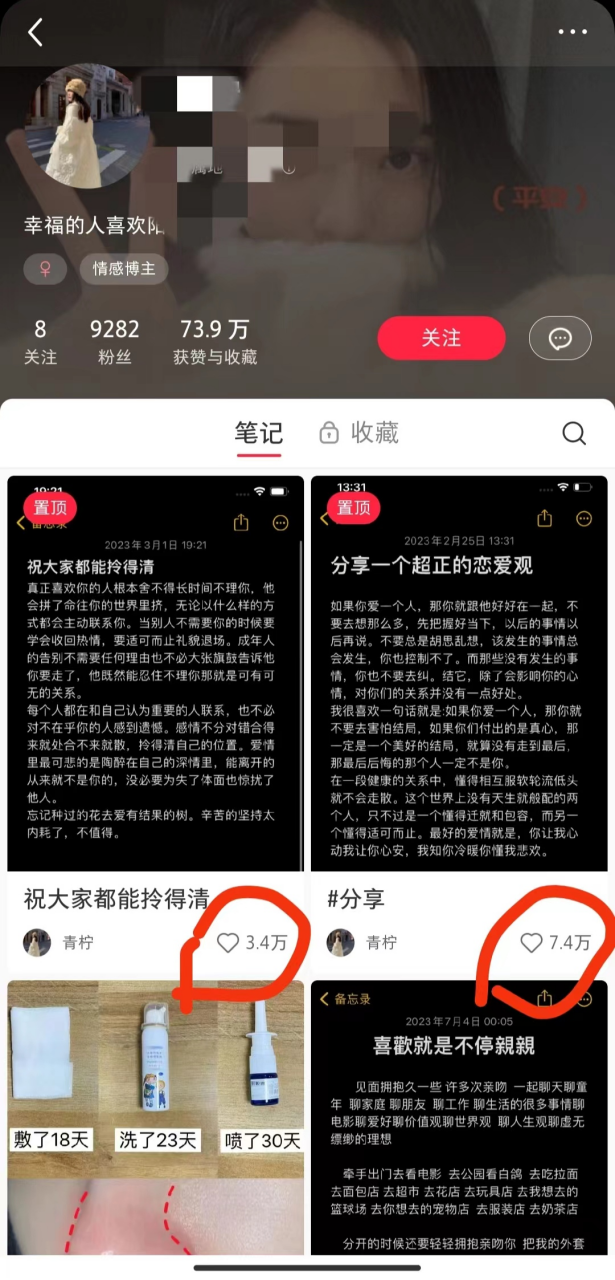 (平凉)
幸福的人喜欢
♀
情感博主
8
9282
73.9 万
关注
粉丝
获赞与收藏
关注
笔记
收藏
19:21
置顶
备忘录
2023年3月1日 19:21
祝大家都能拎得清
真正喜欢你的人根本舍不得长时间不理你，他
会拼了命往你的世界里挤，无论以什么样的方
式都会主动联系你。当别人不需要你的时候要
学会收回热情，要适可而止礼貌退场。成年人
的告别不需要任何理由也不必大张旗鼓告诉他
你要走了，他既然能忍住不理你那就是可有可
无的关系。
每个人都在和自己认为重要的人联系，也不必
对不在乎你的人感到遗憾。感情不分对错合得
来就处合不来就散，拎得清自己的位置。爱情
里最可悲的是陶醉在自己的深情里，能离开的
从来就不是你的，没必要为失了体面也惊扰了
他人。
忘记种过的花去爱有结果的树。辛苦的坚持太
内耗了，不值得。
祝大家都能拎得清
青柠
3.4万
13:31
置顶
2023年2月25日 13:31
分享一个超正的恋爱观
如果你爱一个人，那你就跟他好好在一起，不
要去想那么多，先把握好当下，以后的事情以
后再说。不要总是胡思乱想，该发生的事情总
会发生，你也控制不了。而那些没有发生的事
情，你也不要去纠。结它，除了会影响你的心
情，对你们的关系并没有一点好处。
我很喜欢一句话就是:如果你爱一个人，那你就
不要去害怕结局，如果你们付出的是真心，那
一定是一个美好的结局，就算没有走到最后，
那最后后悔的那个人一定不是你。
在一段健康的关系中，懂得相互服软轮流低头
就不会走散。这个世界上没有天生就般配的两
个人，只不过是一个懂得迁就和包容，而另一
个懂得适可而止。最好的爱情就是，你让我心
动我让你心安，我知你冷暖你懂我悲欢。
#分享
青柠
7.4万
敷了18天
洗了23天
喷了30天
备忘录
2023年7月4日 00:05
喜歡就是不停親親
见面拥抱久一些 许多次亲吻 一起聊天聊童
年 聊家庭 聊朋友 聊工作 聊生活的很多事情聊
电影聊爱好聊价值观聊世界观 聊人生观聊虚无
缥缈的理想
牵手出门去看电影 去公园看白鸽 去吃拉面
去面包店 去超市 去花店 去玩具店 去我想去的
篮球场 去你想去的宠物店 去服装店 去奶茶店
分开的时候还要轻轻拥抱亲吻你 把我的外套